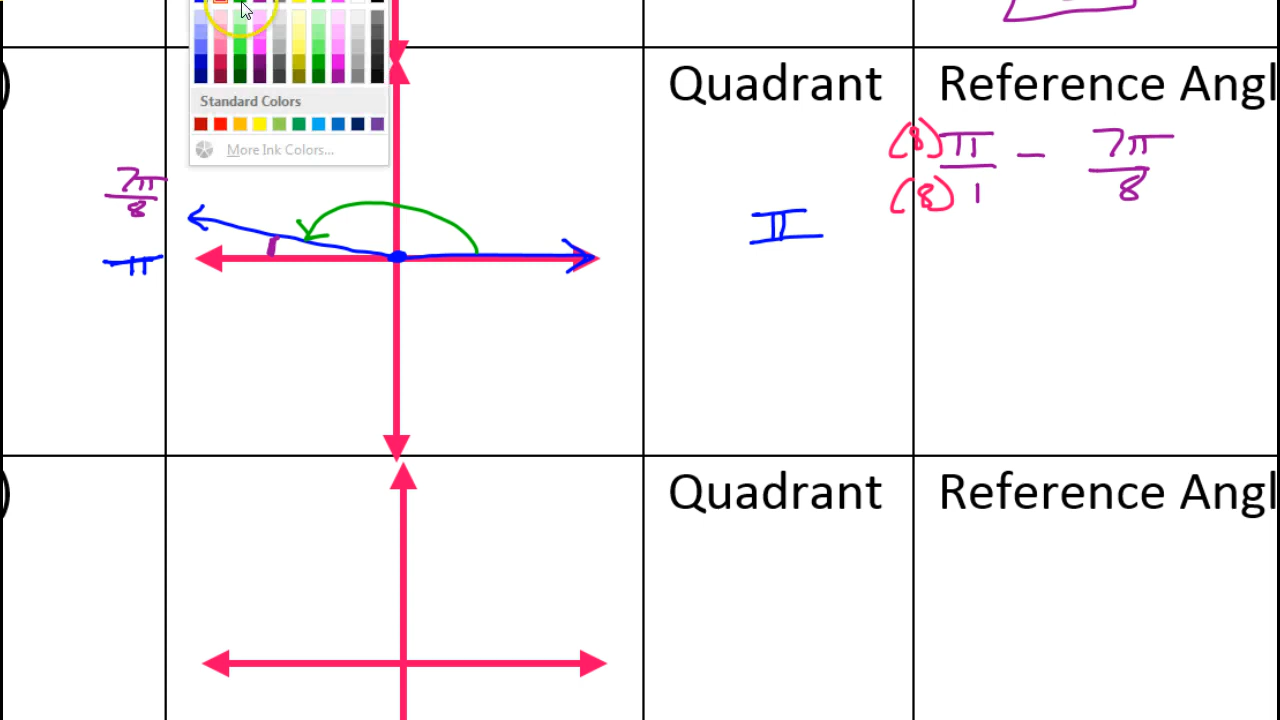 )
Standard Colors
More Ink Colors...
7π
8
π
Quadrant
II
Reference Angl
(8) π − 7π
(8) 1 8
)
Quadrant
Reference Angl